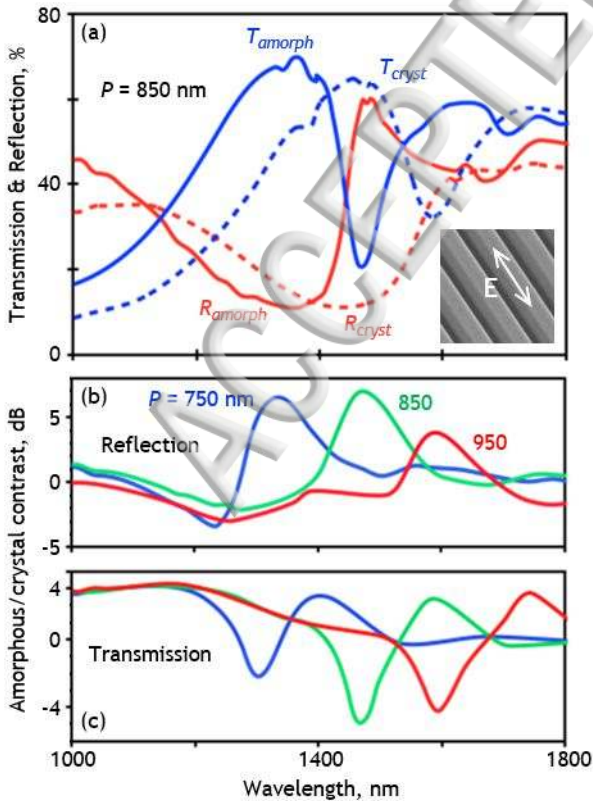 80
(a)
T_amorph
T_cryst
P = 850 nm
40
E
R_amorph
R_cryst
0
Transmission & Reflection, %
ACCEPTE
(b)
P = 750 nm
850
950
5
Reflection
0
-5
4
0
Transmission
-4
(c)
Amorphous/crystal contrast, dB
1000
1400
1800
Wavelength, nm